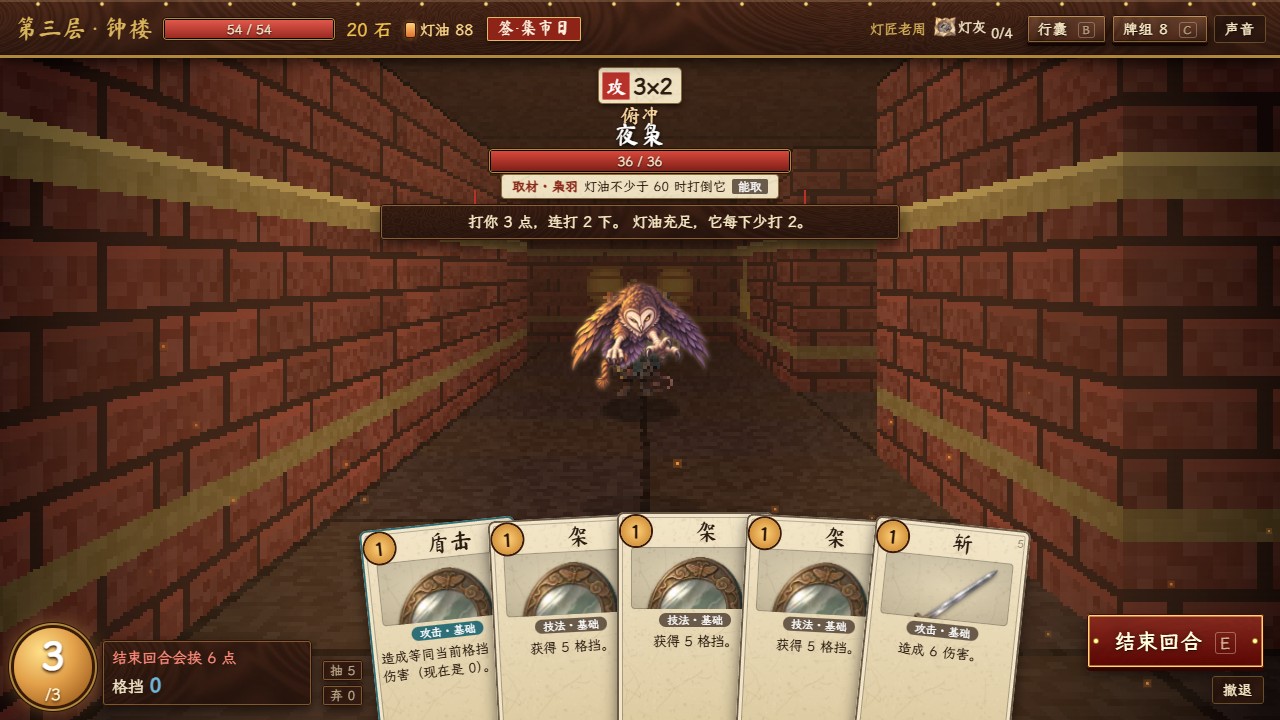 第三层·钟楼
54 / 54
20 石
灯油 88
签·集市日
灯匠老周
灯灰 0/4
行囊 B
牌组 8 C
声音
攻 3×2
俯冲
夜枭
36 / 36
取材·枭羽 灯油不少于 60 时打倒它 能取
打你 3 点，连打 2 下。 灯油充足，它每下少打 2。
1 盾击
攻击·基础
造成等同当前格挡
伤害（现在是 0）。
1 架
技法·基础
获得 5 格挡。
1 架
技法·基础
获得 5 格挡。
1 架
技法·基础
获得 5 格挡。
1 斩 5
攻击·基础
造成 6 伤害。
3
/3
结束回合会挨 6 点
格挡 0
抽 5
弃 0
结束回合 E
撤退